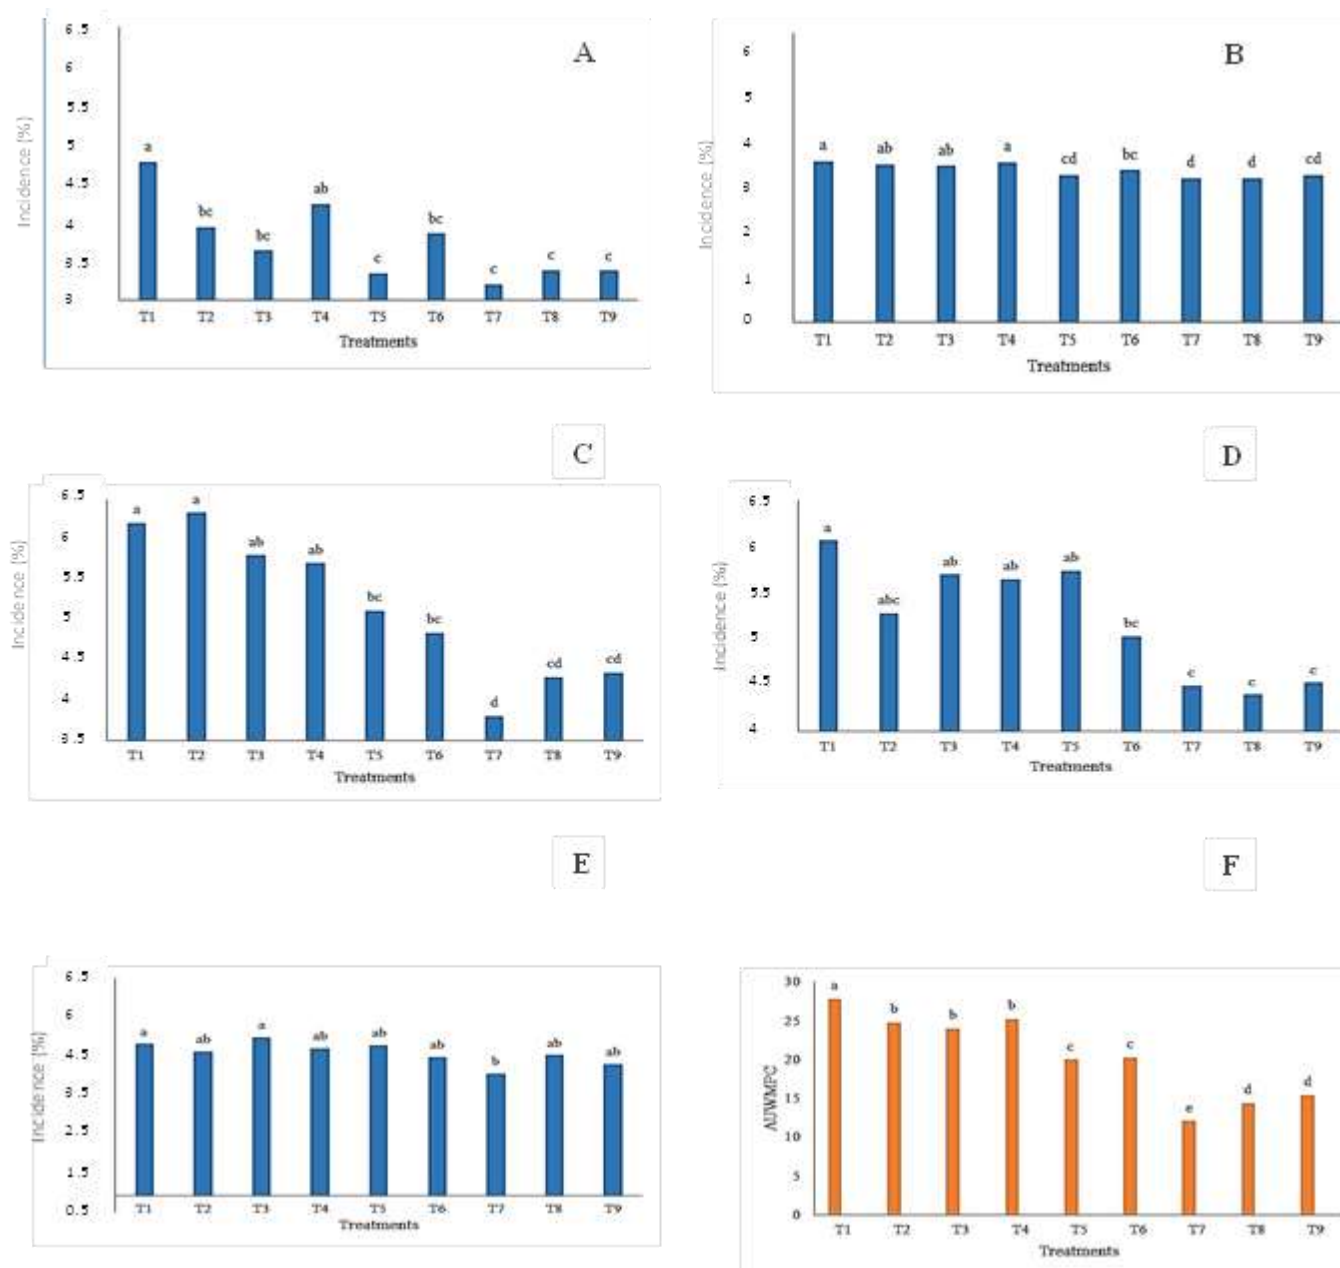 A
6.5
6
5.5
5
4.5
4
3.5
3
Incidence (%)
a
bc
bc
ab
c
bc
c
c
c
T1 T2 T3 T4 T5 T6 T7 T8 T9
Treatments
B
6
5
4
3
2
1
0
Incidence (%)
a ab ab a cd bc d d cd
T1 T2 T3 T4 T5 T6 T7 T8 T9
Treatments
C
6.5
6
5.5
5
4.5
4
3.5
Incidence (%)
a a ab ab bc bc d cd cd
T1 T2 T3 T4 T5 T6 T7 T8 T9
Treatments
D
6.5
6
5.5
5
4.5
4
Incidence (%)
a abc ab ab ab bc c c c
T1 T2 T3 T4 T5 T6 T7 T8 T9
Treatments
E
6.5
6
4.5
3.5
2.5
1.5
0.5
Incidence (%)
a ab a ab ab ab b ab ab
T1 T2 T3 T4 T5 T6 T7 T8 T9
Treatments
F
30
25
20
15
10
5
0
AUWMPC
a b b b c c e d d
T1 T2 T3 T4 T5 T6 T7 T8 T9
Treatments